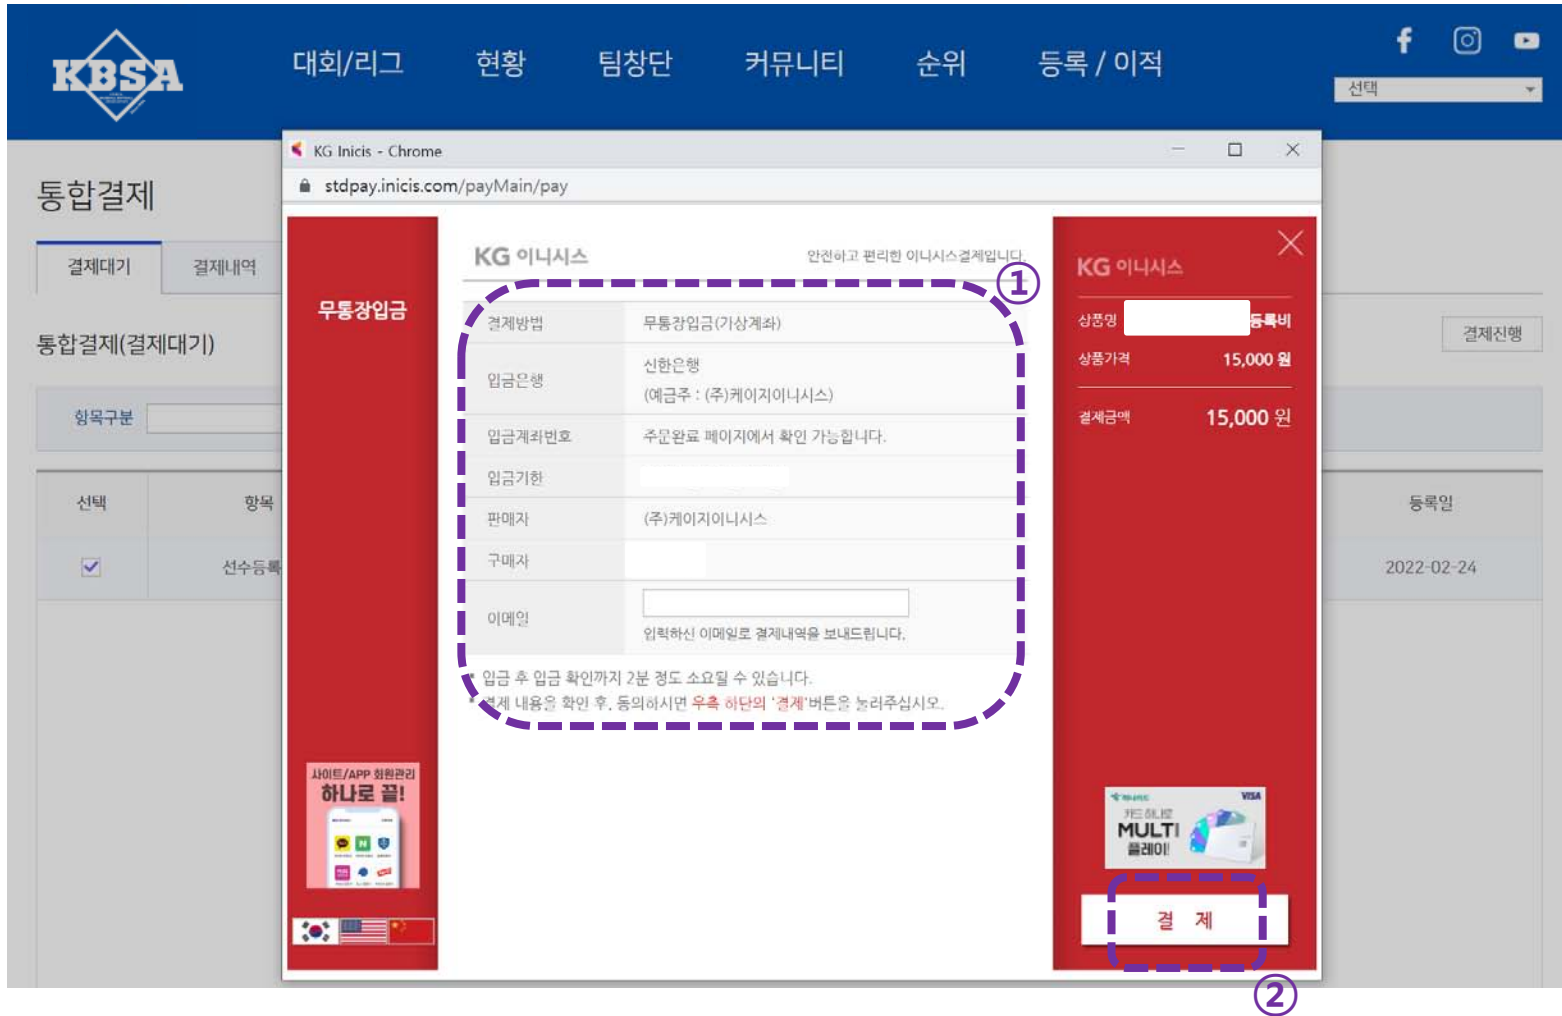 KBSA
대회/리그 현황 팀창단 커뮤니티 순위 등록 / 이적
선택
KG Inicis - Chrome
stdpay.inicis.com/payMain/pay
통합결제
결제대기 결제내역
통합결제(결제대기)
결제진행
항목구분
선택 항목 등록일
선수등록 2022-02-24
무통장입금
KG 이니시스 안전하고 편리한 이니시스결제입니다.
①
결제방법 무통장입금(가상계좌)
입금은행 신한은행
(예금주 : (주)케이지이니시스)
입금계좌번호 주문완료 페이지에서 확인 가능합니다.
입금기한
판매자 (주)케이지이니시스
구매자
이메일
입력하신 이메일로 결제내역을 보내드립니다.
* 입금 후 입금 확인까지 2분 정도 소요될 수 있습니다.
* 결제 내용을 확인 후, 동의하시면 우측 하단의 '결제'버튼을 눌러주십시오.
KG 이니시스
상품명 등록비
상품가격 15,000 원
결제금액 15,000 원
사이트/APP 회원관리
하나로 끝!
VISA
카드 하나로
MULTI
플레이!
결 제
②